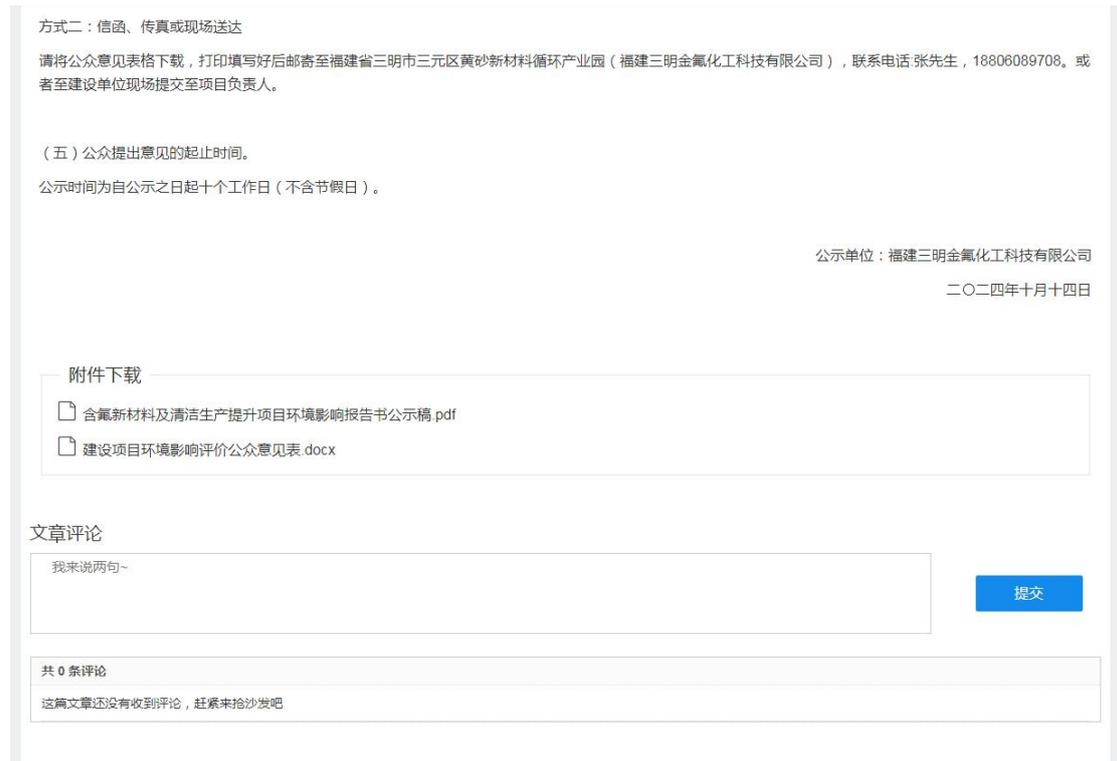 方式二：信函、传真或现场送达
请将公众意见表格下载，打印填写好后邮寄至福建省三明市三元区黄砂新材料循环产业园（福建三明金氟化工科技有限公司），联系电话:张先生，18806089708。或
者至建设单位现场提交至项目负责人。
（五）公众提出意见的起止时间。
公示时间为自公示之日起十个工作日（不含节假日）。
公示单位：福建三明金氟化工科技有限公司
二〇二四年十月十四日
附件下载
含氟新材料及清洁生产提升项目环境影响报告书公示稿.pdf
建设项目环境影响评价公众意见表.docx
文章评论
我来说两句~
提交
共 0 条评论
这篇文章还没有收到评论，赶紧来抢沙发吧